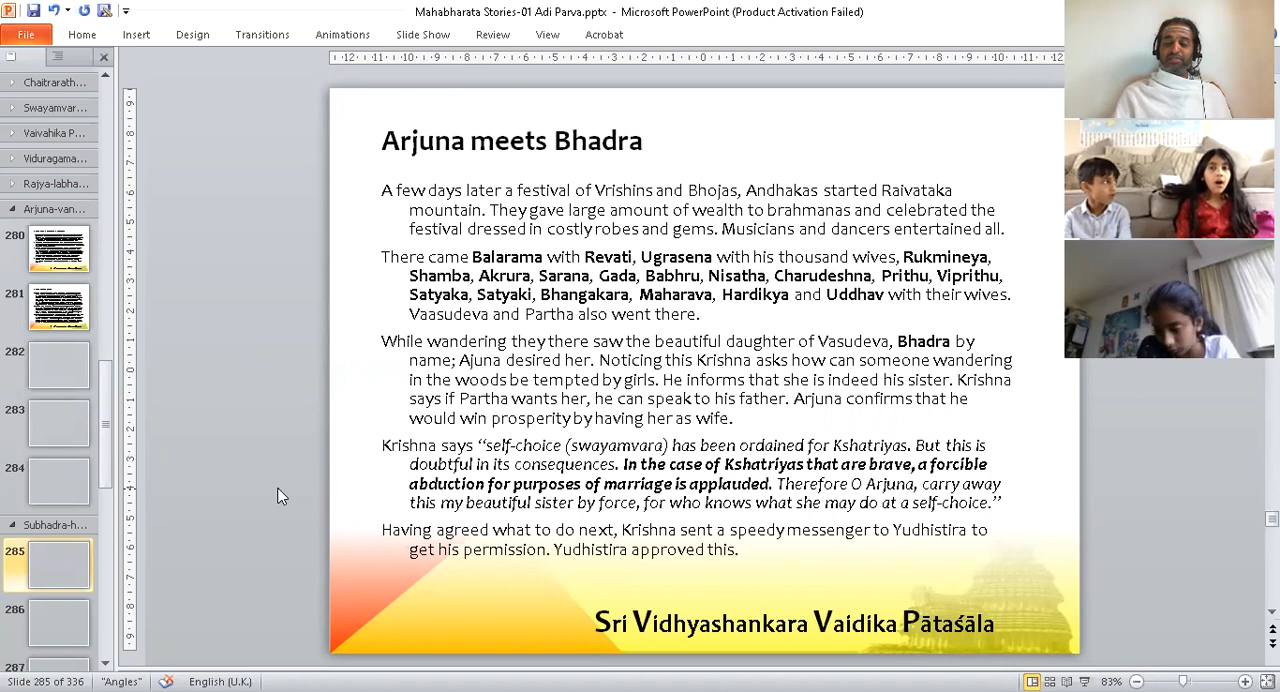 Mahabharata Stories-01 Adi Parva.pptx - Microsoft PowerPoint (Product Activation Failed)
File Home Insert Design Transitions Animations Slide Show Review View Acrobat
Chaitrarath...
Swayamvar...
Vaivahika P...
Viduragama...
Rajya-labha...
Arjuna-van...
280
281
282
283
284
Subhadra-h...
285
286
287
Arjuna meets Bhadra
A few days later a festival of Vrishins and Bhojas, Andhakas started Raivataka
mountain. They gave large amount of wealth to brahmanas and celebrated the
festival dressed in costly robes and gems. Musicians and dancers entertained all.
There came Balarama with Revati, Ugrasena with his thousand wives, Rukmineya,
Shamba, Akrura, Sarana, Gada, Babhru, Nisatha, Charudeshna, Prithu, Viprithu,
Satyaka, Satyaki, Bhangakara, Maharava, Hardikya and Uddhav with their wives.
Vaasudeva and Partha also went there.
While wandering they there saw the beautiful daughter of Vasudeva, Bhadra by
name; Ajuna desired her. Noticing this Krishna asks how can someone wandering
in the woods be tempted by girls. He informs that she is indeed his sister. Krishna
says if Partha wants her, he can speak to his father. Arjuna confirms that he
would win prosperity by having her as wife.
Krishna says “self-choice (swayamvara) has been ordained for Kshatriyas. But this is
doubtful in its consequences. In the case of Kshatriyas that are brave, a forcible
abduction for purposes of marriage is applauded. Therefore O Arjuna, carry away
this my beautiful sister by force, for who knows what she may do at a self-choice.”
Having agreed what to do next, Krishna sent a speedy messenger to Yudhistira to
get his permission. Yudhistira approved this.
Sri Vidhyashankara Vaidika Pātaśāla
Slide 285 of 336 "Angles" English (U.K.) 83%